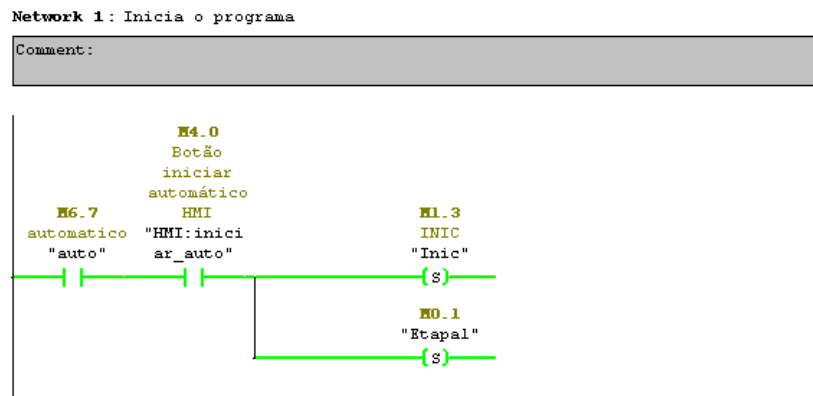 Network 1: Inicia o programa
Comment:
M4.0
Botão
iniciar
automático
M6.7 HMI M1.3
automatico "HMI:inici INIC
"auto" ar_auto" "Inic"
S
M0.1
"Etapa1"
S